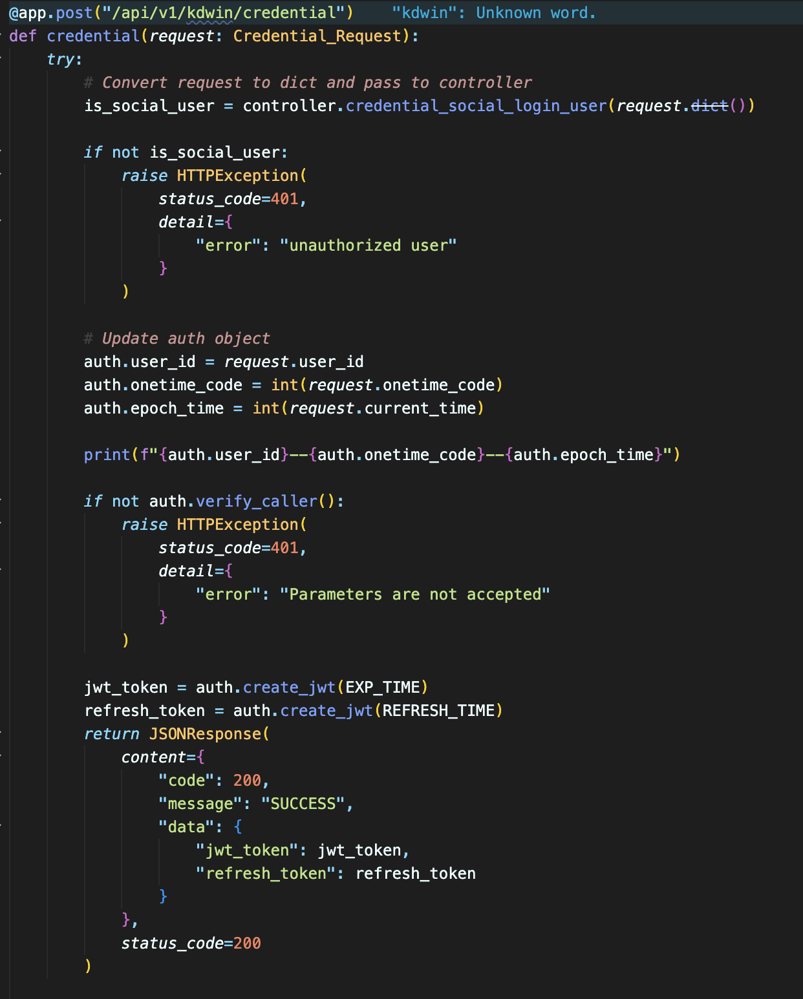 @app.post("/api/v1/kdwin/credential")    "kdwin": Unknown word.
def credential(request: Credential_Request):
    try:
        # Convert request to dict and pass to controller
        is_social_user = controller.credential_social_login_user(request.dict())

        if not is_social_user:
            raise HTTPException(
                status_code=401,
                detail={
                    "error": "unauthorized user"
                }
            )

        # Update auth object
        auth.user_id = request.user_id
        auth.onetime_code = int(request.onetime_code)
        auth.epoch_time = int(request.current_time)

        print(f"{auth.user_id}--{auth.onetime_code}--{auth.epoch_time}")

        if not auth.verify_caller():
            raise HTTPException(
                status_code=401,
                detail={
                    "error": "Parameters are not accepted"
                }
            )

        jwt_token = auth.create_jwt(EXP_TIME)
        refresh_token = auth.create_jwt(REFRESH_TIME)
        return JSONResponse(
            content={
                "code": 200,
                "message": "SUCCESS",
                "data": {
                    "jwt_token": jwt_token,
                    "refresh_token": refresh_token
                }
            },
            status_code=200
        )